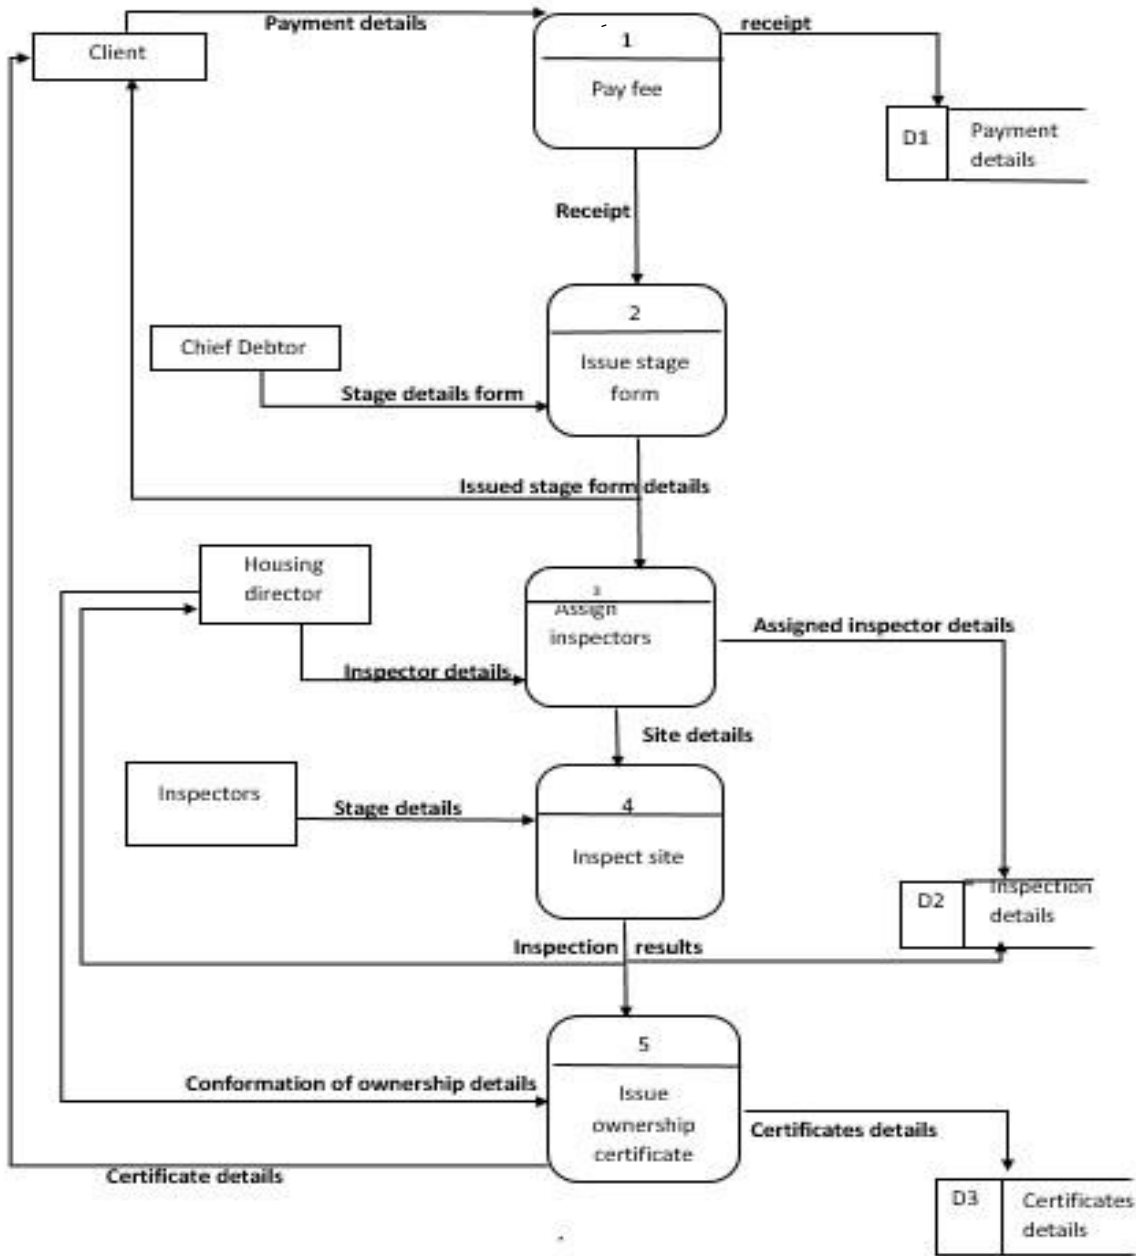 Payment details
receipt
Client
1
Pay fee
D1
Payment
details
Receipt
2
Chief Debtor
Issue stage
form
Stage details form
Issued stage form details
Housing
director
3
Assign
inspectors
Assigned inspector details
Inspector details
Site details
Inspectors
Stage details
4
Inspect site
D2
Inspection
details
Inspection results
5
Conformation of ownership details
Issue
ownership
certificate
Certificates details
Certificate details
D3
Certificates
details